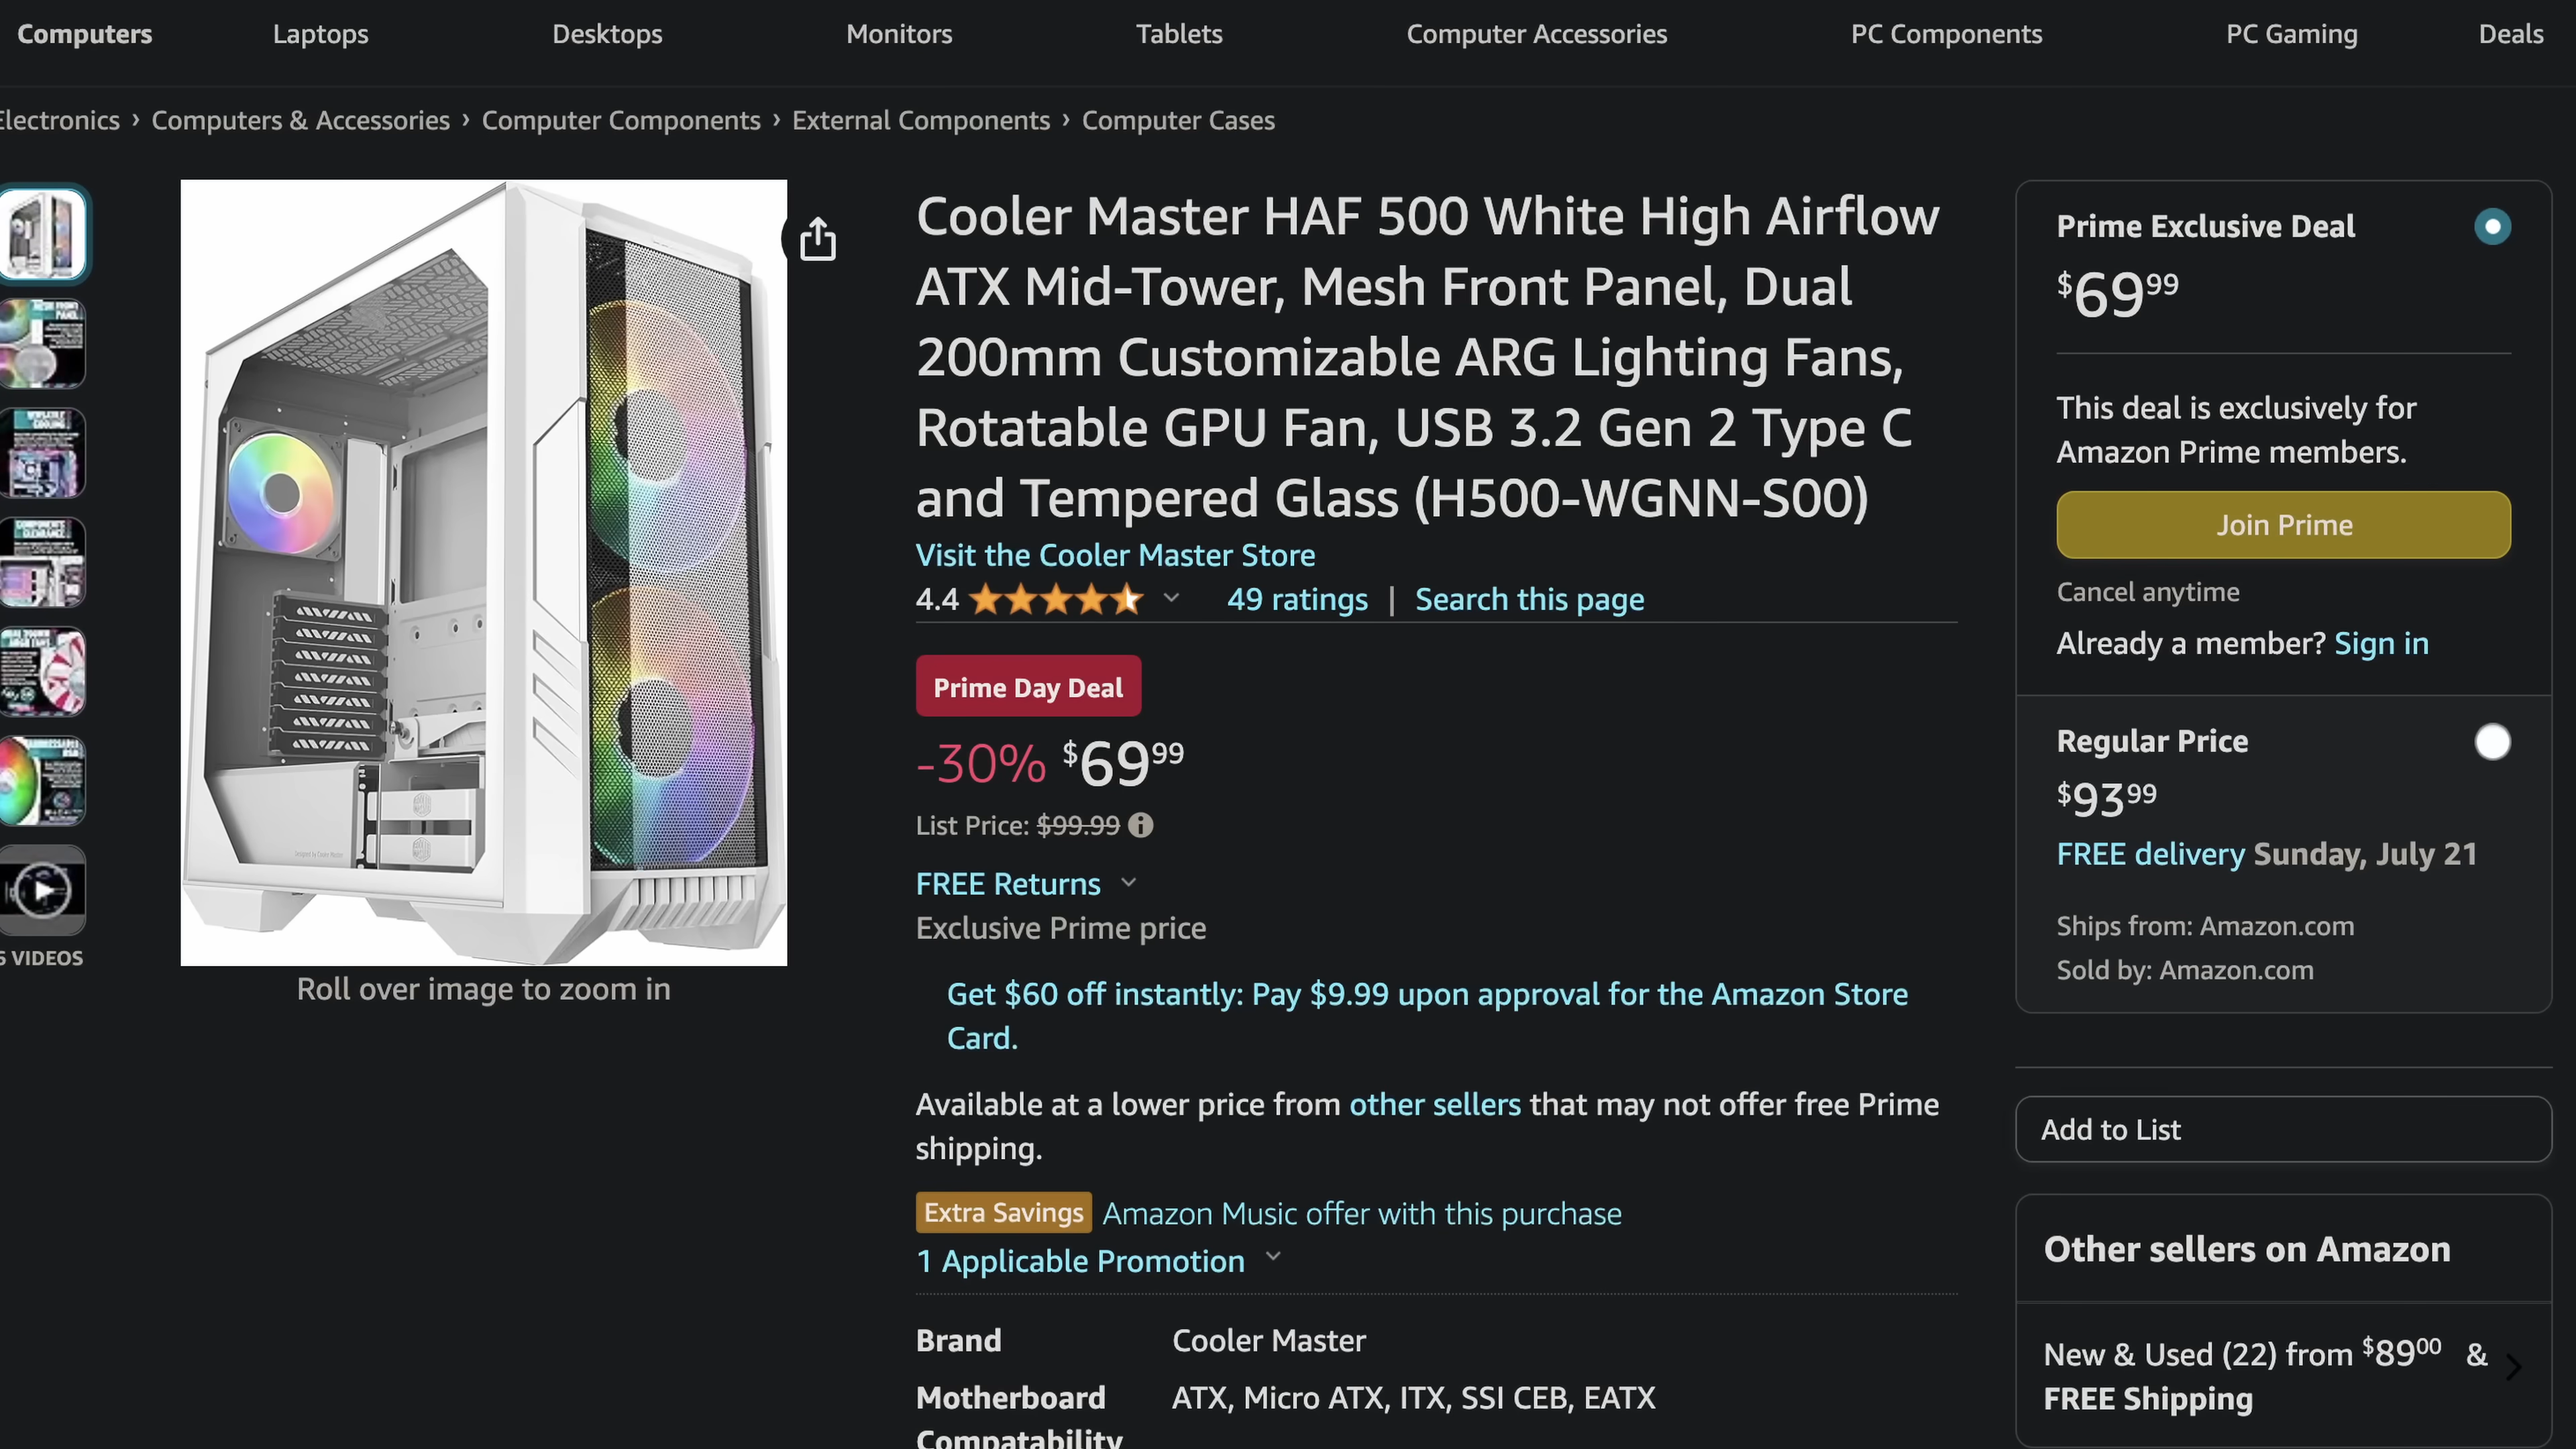 Computers Laptops Desktops Monitors Tablets Computer Accessories PC Components PC Gaming Deals
Electronics › Computers & Accessories › Computer Components › External Components › Computer Cases
VIDEOS
Roll over image to zoom in
Cooler Master HAF 500 White High Airflow
ATX Mid-Tower, Mesh Front Panel, Dual
200mm Customizable ARG Lighting Fans,
Rotatable GPU Fan, USB 3.2 Gen 2 Type C
and Tempered Glass (H500-WGNN-S00)
Visit the Cooler Master Store
4.4 49 ratings | Search this page
Prime Day Deal
-30% $69.99
List Price: $99.99
FREE Returns
Exclusive Prime price
Get $60 off instantly: Pay $9.99 upon approval for the Amazon Store
Card.
Available at a lower price from other sellers that may not offer free Prime
shipping.
Extra Savings Amazon Music offer with this purchase
1 Applicable Promotion
Brand Cooler Master
Motherboard ATX, Micro ATX, ITX, SSI CEB, EATX
Compatability
Prime Exclusive Deal
$69.99
This deal is exclusively for
Amazon Prime members.
Join Prime
Cancel anytime
Already a member? Sign in
Regular Price
$93.99
FREE delivery Sunday, July 21
Ships from: Amazon.com
Sold by: Amazon.com
Add to List
Other sellers on Amazon
New & Used (22) from $89.00 &
FREE Shipping